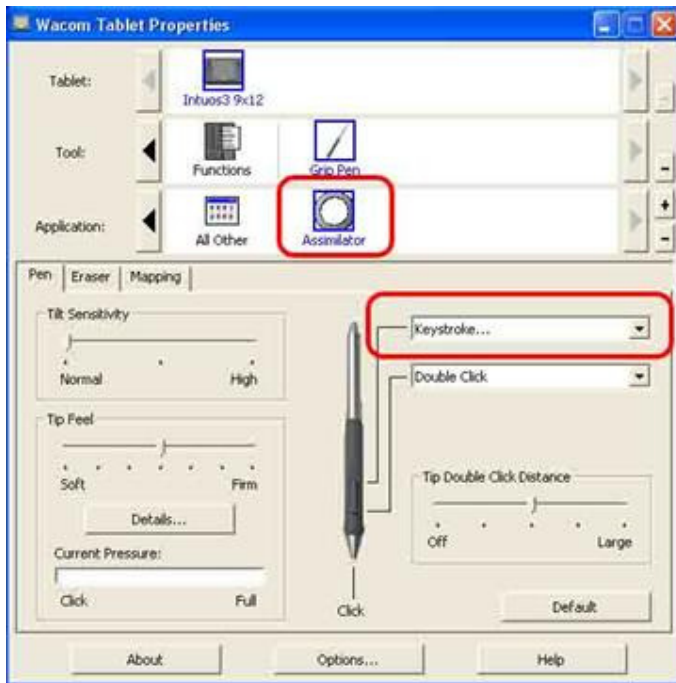 Wacom Tablet Properties
Tablet:
Intuos3 9x12
Tool:
Functions
Grip Pen
Application:
All Other
Assimilator
Pen
Eraser
Mapping
Tilt Sensitivity
Normal
High
Keystroke...
Double Click
Tip Feel
Soft
Firm
Details...
Tip Double Click Distance
Off
Large
Current Pressure:
Click
Full
Click
Default
About
Options...
Help